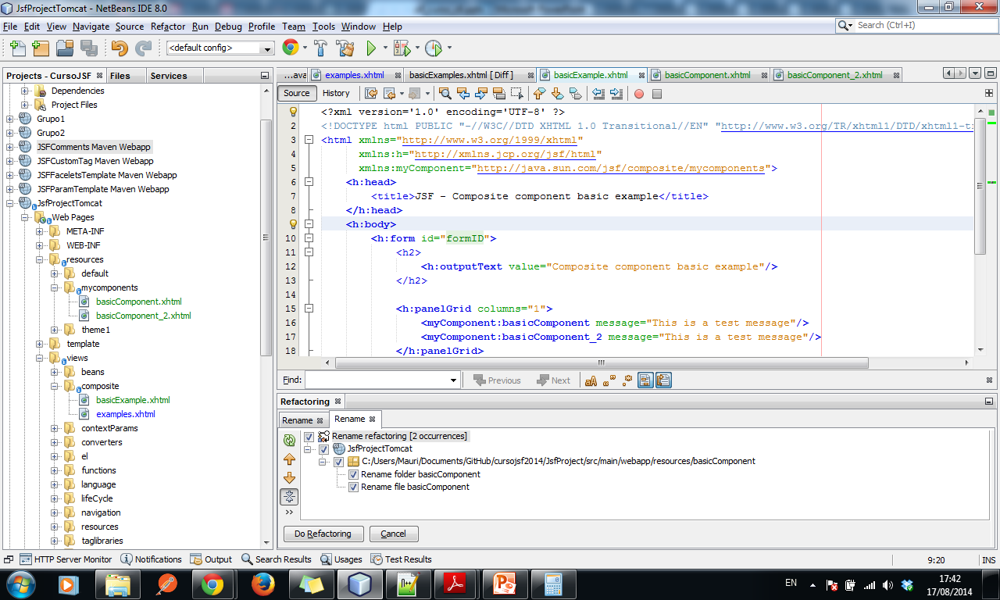 JsfProjectTomcat - NetBeans IDE 8.0
File Edit View Navigate Source Refactor Run Debug Profile Team Tools Window Help
Search (Ctrl+I)
<default config>
Projects - CursoJSF Files Services
...ava examples.xhtml basicExamples.xhtml [ Diff ] basicExample.xhtml basicComponent.xhtml basicComponent_2.xhtml
Source History
Dependencies
Project Files
Grupo1
Grupo2
JSFComments Maven Webapp
JSFCustomTag Maven Webapp
JSFFaceletsTemplate Maven Webapp
JSFParamTemplate Maven Webapp
JsfProjectTomcat
Web Pages
META-INF
WEB-INF
resources
default
mycomponents
basicComponent.xhtml
basicComponent_2.xhtml
theme1
template
views
beans
composite
basicExample.xhtml
examples.xhtml
contextParams
converters
el
functions
language
lifeCycle
navigation
resources
taglibraries
<?xml version='1.0' encoding='UTF-8' ?>
2 <!DOCTYPE html PUBLIC "-//W3C//DTD XHTML 1.0 Transitional//EN" "http://www.w3.org/TR/xhtml1/DTD/xhtml1-t
3 <html xmlns="http://www.w3.org/1999/xhtml"
4 xmlns:h="http://xmlns.jcp.org/jsf/html"
5 xmlns:myComponent="http://java.sun.com/jsf/composite/mycomponents">
6 <h:head>
7 <title>JSF - Composite component basic example</title>
8 </h:head>
<h:body>
10 <h:form id="formID">
11 <h2>
12 <h:outputText value="Composite component basic example"/>
13 </h2>
14
15 <h:panelGrid columns="1">
16 <myComponent:basicComponent message="This is a test message"/>
17 <myComponent:basicComponent_2 message="This is a test message"/>
18 </h:panelGrid>
Find: Previous Next aA
Refactoring
Rename Rename
Rename refactoring [2 occurrences]
JsfProjectTomcat
C:/Users/Mauri/Documents/GitHub/cursojsf2014/JsfProject/src/main/webapp/resources/basicComponent
Rename folder basicComponent
Rename file basicComponent
>>
Do Refactoring Cancel
HTTP Server Monitor Notifications Output Search Results Usages Test Results
9:20 INS
EN
17:42
17/08/2014